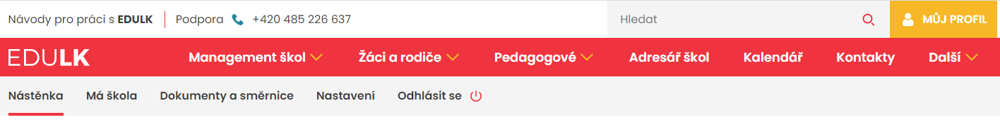 Návody pro práci s EDULK Podpora +420 485 226 637 Hledat MŮJ PROFIL
EDULK Management škol Žáci a rodiče Pedagogové Adresář škol Kalendář Kontakty Další
Nástěnka Má škola Dokumenty a směrnice Nastavení Odhlásit se